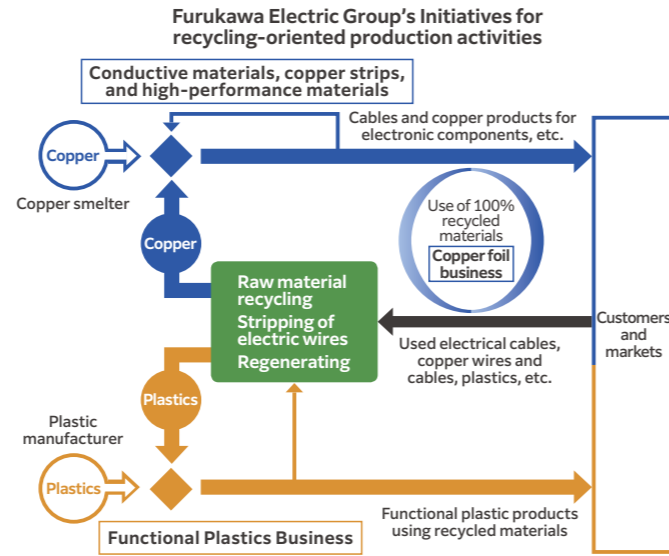 Furukawa Electric Group's Initiatives for
recycling-oriented production activities
Conductive materials, copper strips,
and high-performance materials
Cables and copper products for
electronic components, etc.
Copper
Copper smelter
Copper
Use of 100%
recycled
materials
Copper foil
business
Raw material
recycling
Stripping of
electric wires
Regenerating
Customers
and
markets
Used electrical cables,
copper wires and
cables, plastics, etc.
Plastics
Plastic
manufacturer
Plastics
Functional plastic products
using recycled materials
Functional Plastics Business